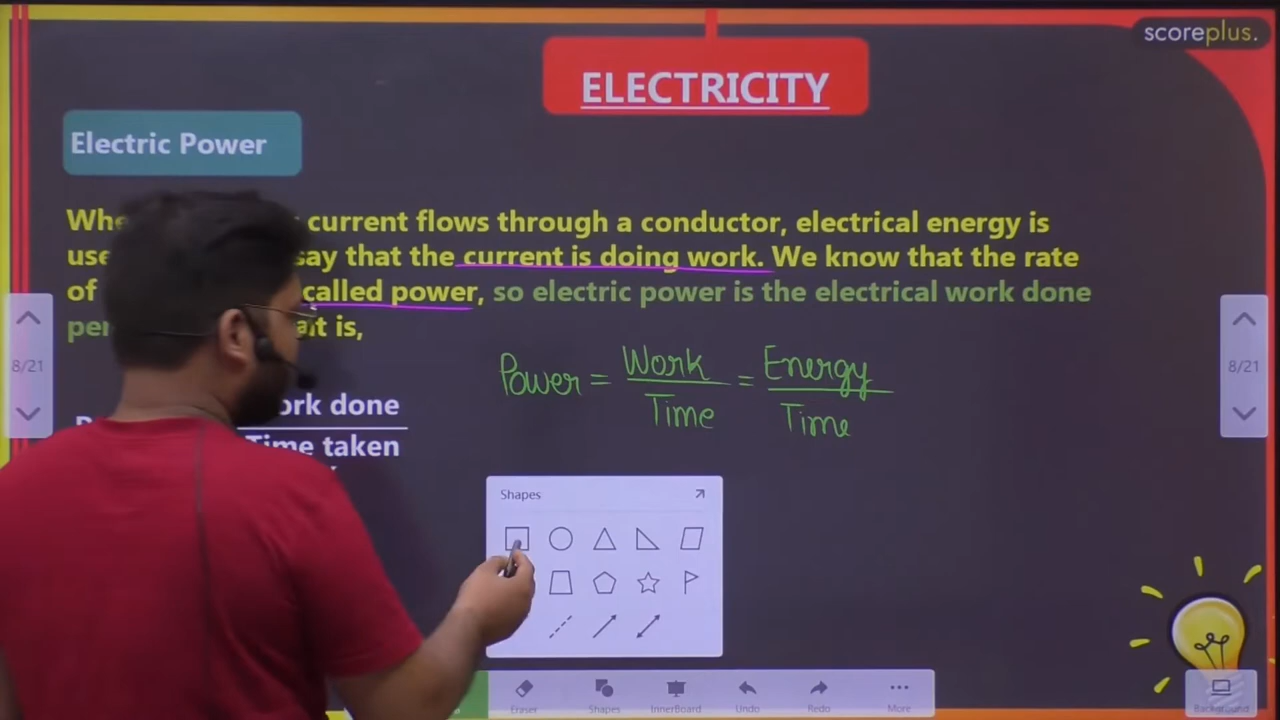 scoreplus.
ELECTRICITY
Electric Power
current flows through a conductor, electrical energy is
say that the current is doing work. We know that the rate
of called power, so electric power is the electrical work done
is,
Power = Work / Time = Energy / Time
8/21
8/21
done
Time taken
Shapes
Eraser
Shapes
InnerBoard
Undo
Redo
More
Background